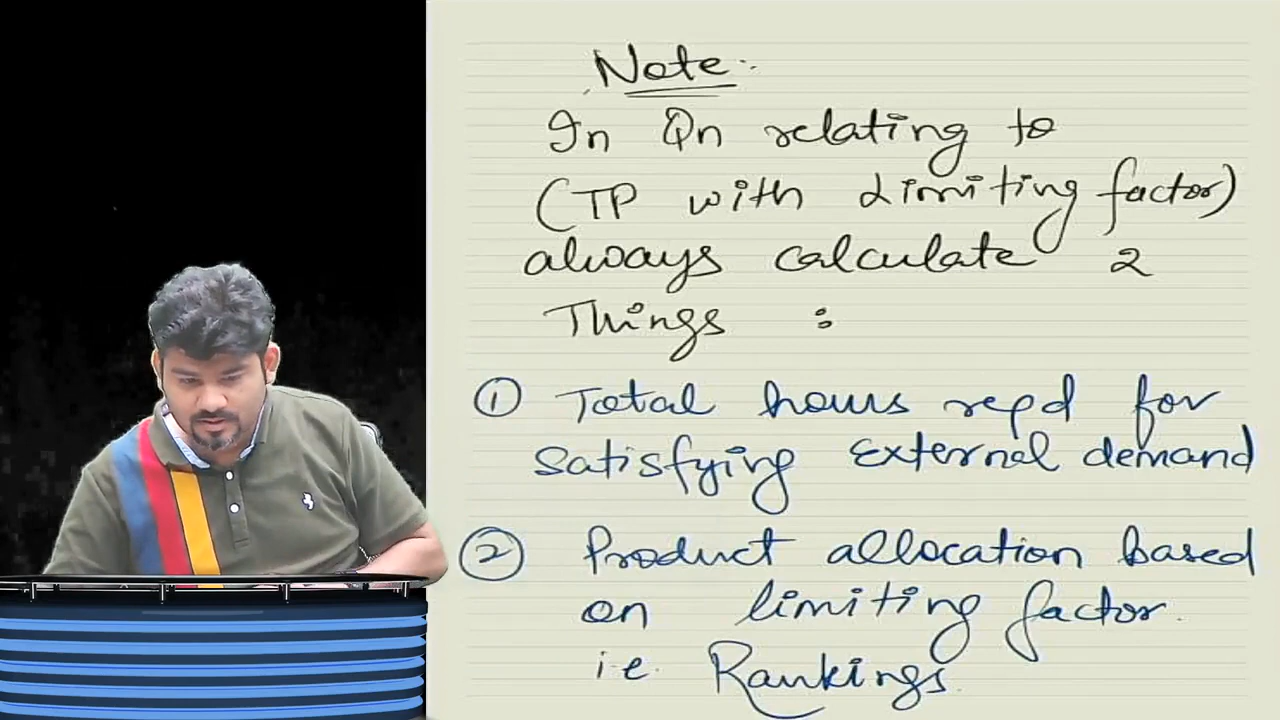 Note:-
In Qn relating to
(TP with Limiting factor)
always calculate 2
Things :
① Total hours reqd for
satisfying External demand
② Product allocation based
on limiting factor.
i.e. Rankings.